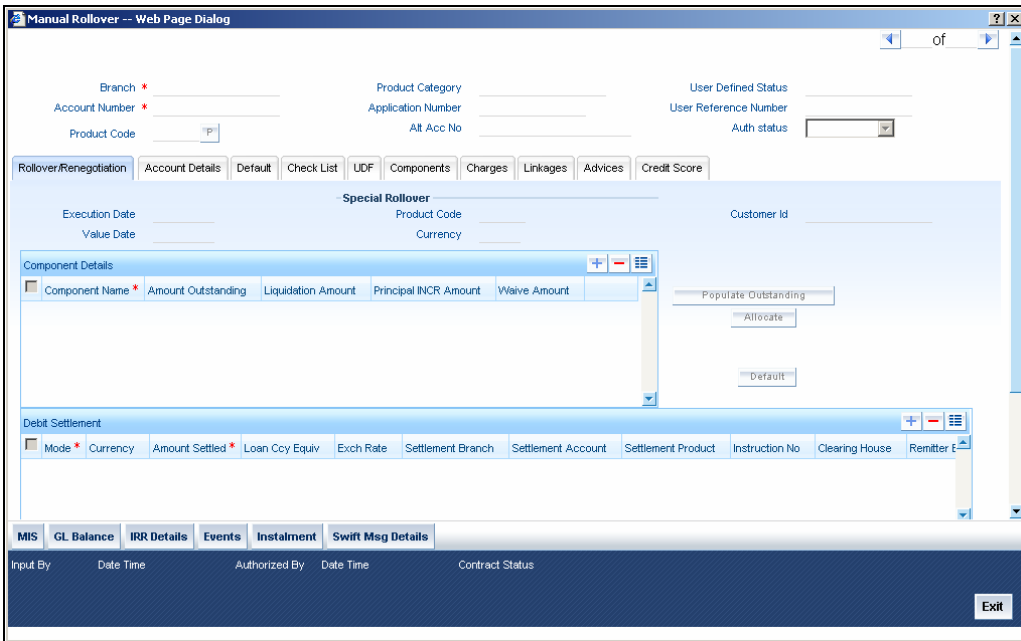 Manual Rollover -- Web Page Dialog ? X
of
Branch * Product Category User Defined Status
Account Number * Application Number User Reference Number
Product Code P Alt Acc No Auth status
Rollover/Renegotiation Account Details Default Check List UDF Components Charges Linkages Advices Credit Score
Special Rollover
Execution Date Product Code Customer Id
Value Date Currency
Component Details
Component Name * Amount Outstanding Liquidation Amount Principal INCR Amount Waive Amount
Populate Outstanding
Allocate
Default
Debit Settlement
Mode * Currency Amount Settled * Loan Ccy Equiv Exch Rate Settlement Branch Settlement Account Settlement Product Instruction No Clearing House Remitter
MIS GL Balance IRR Details Events Instalment Swift Msg Details
Input By Date Time Authorized By Date Time Contract Status
Exit